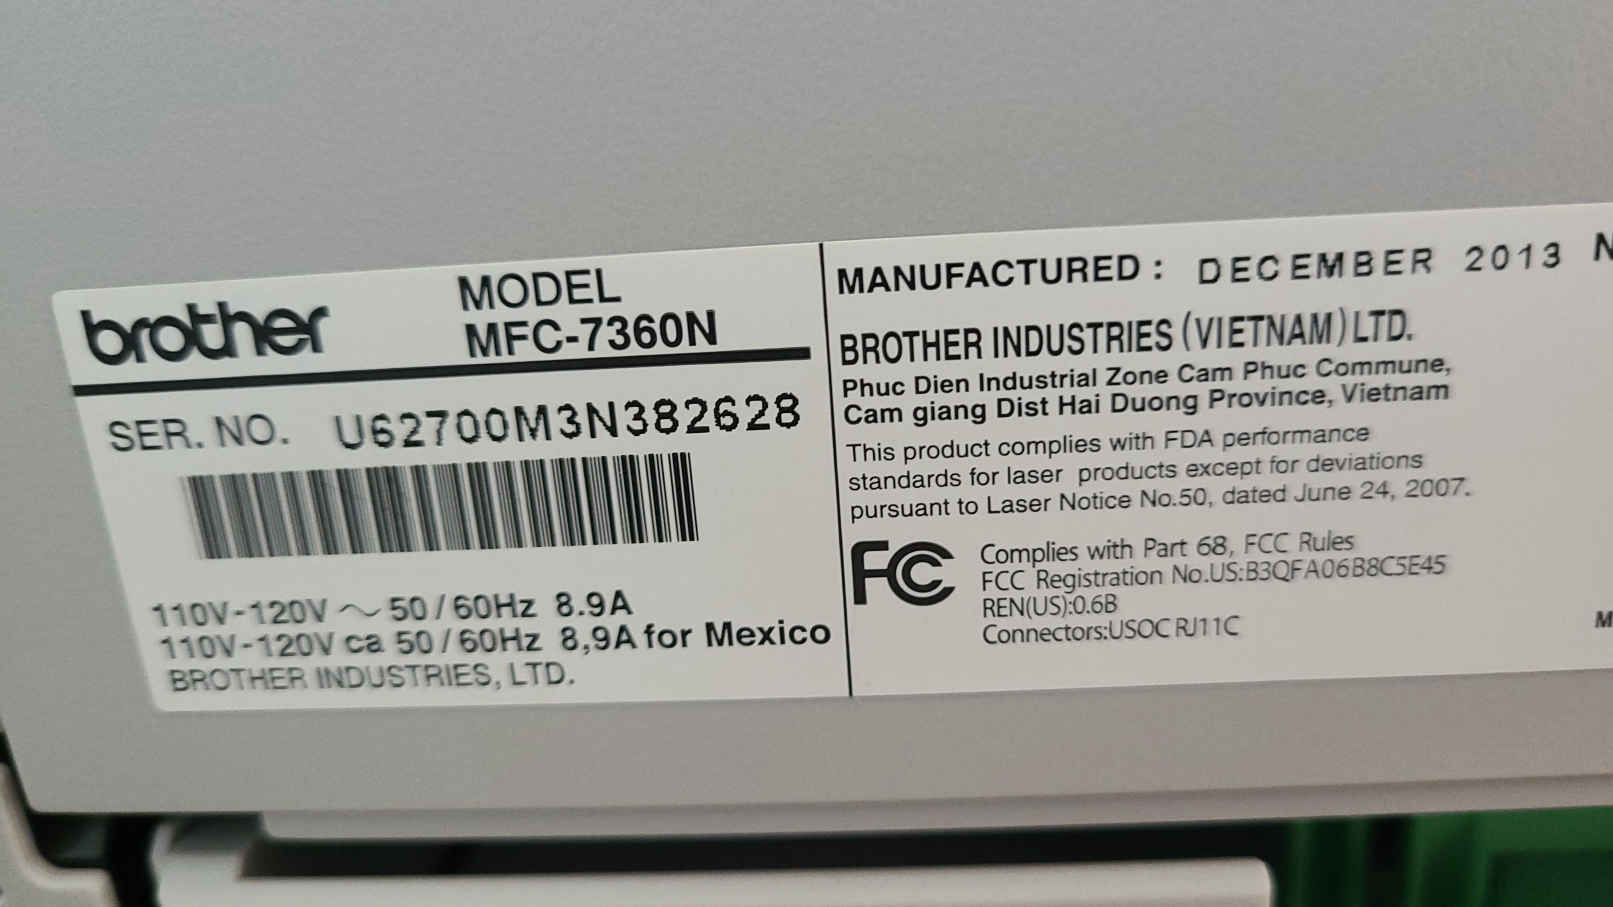 brother
MODEL
MFC-7360N
SER. NO. U62700M3N382628
110V-120V ~ 50/60Hz 8.9A
110V-120V ca 50/60Hz 8,9A for Mexico
BROTHER INDUSTRIES, LTD.
MANUFACTURED: DECEMBER 2013
BROTHER INDUSTRIES (VIETNAM) LTD.
Phuc Dien Industrial Zone Cam Phuc Commune,
Cam giang Dist Hai Duong Province, Vietnam
This product complies with FDA performance
standards for laser products except for deviations
pursuant to Laser Notice No.50, dated June 24, 2007.
FC
Complies with Part 68, FCC Rules
FCC Registration No.US:B3QFA06B8C5E45
REN(US):0.6B
Connectors:USOC RJ11C